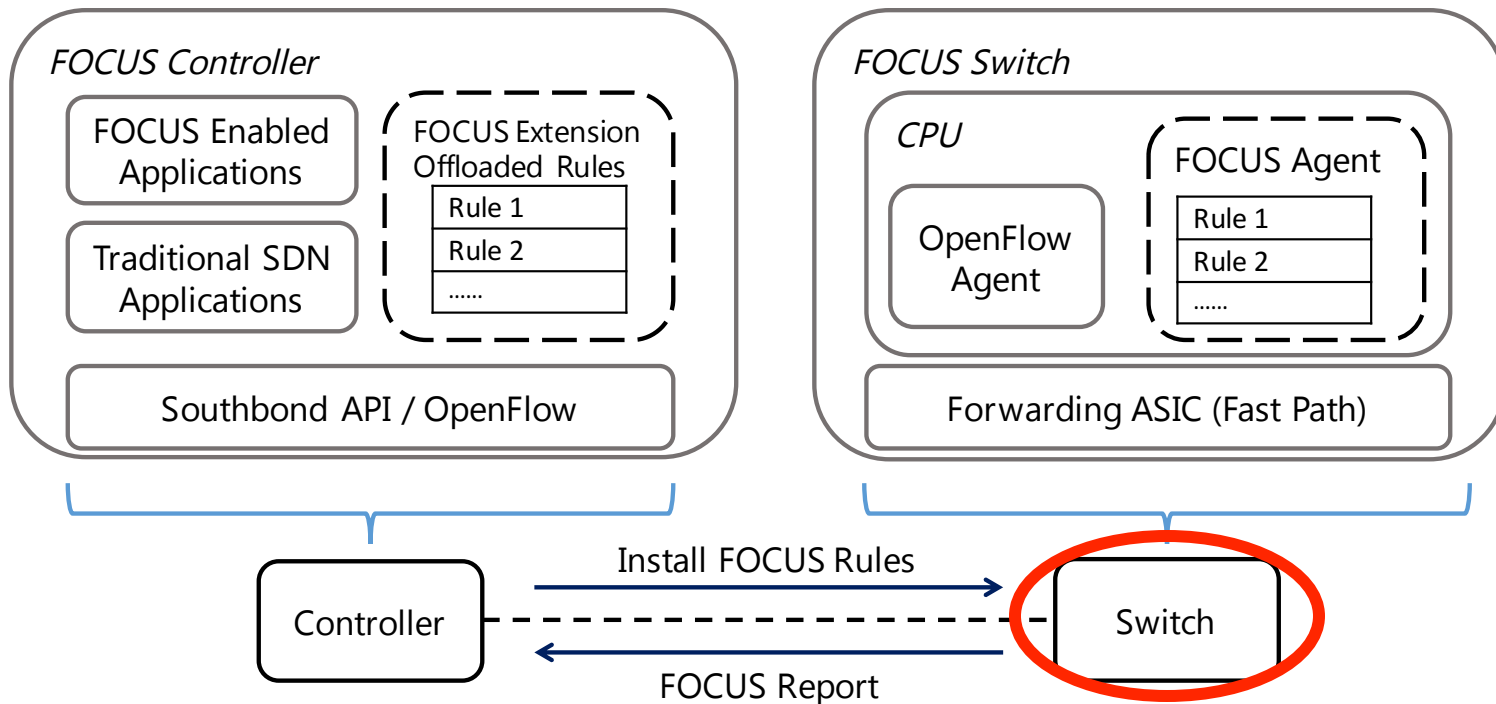 FOCUS Controller
FOCUS Enabled
Applications
Traditional SDN
Applications
FOCUS Extension
Offloaded Rules
Rule 1
Rule 2
......
Southbond API / OpenFlow
FOCUS Switch
CPU
OpenFlow
Agent
FOCUS Agent
Rule 1
Rule 2
......
Forwarding ASIC (Fast Path)
Controller
Install FOCUS Rules
FOCUS Report
Switch